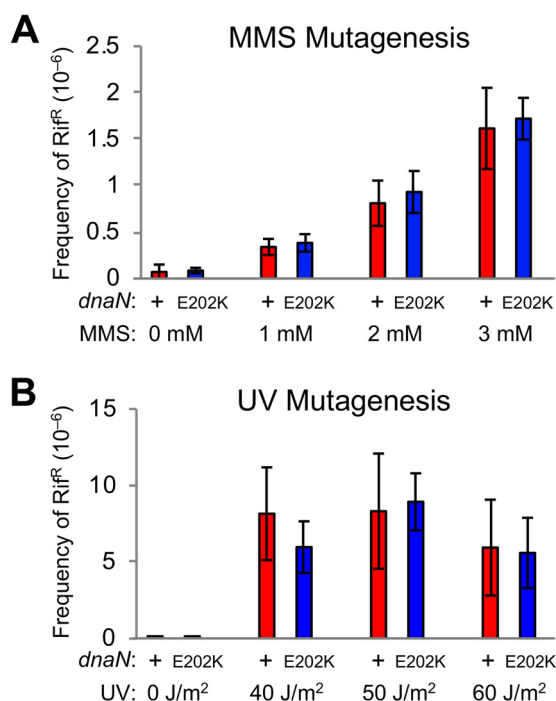 A
MMS Mutagenesis
Frequency of Rif^R (10^–6)
2.5
2
1.5
1
0.5
0
dnaN: + E202K + E202K + E202K + E202K
MMS: 0 mM 1 mM 2 mM 3 mM
B
UV Mutagenesis
Frequency of Rif^R (10^–6)
15
10
5
0
dnaN: + E202K + E202K + E202K + E202K
UV: 0 J/m² 40 J/m² 50 J/m² 60 J/m²